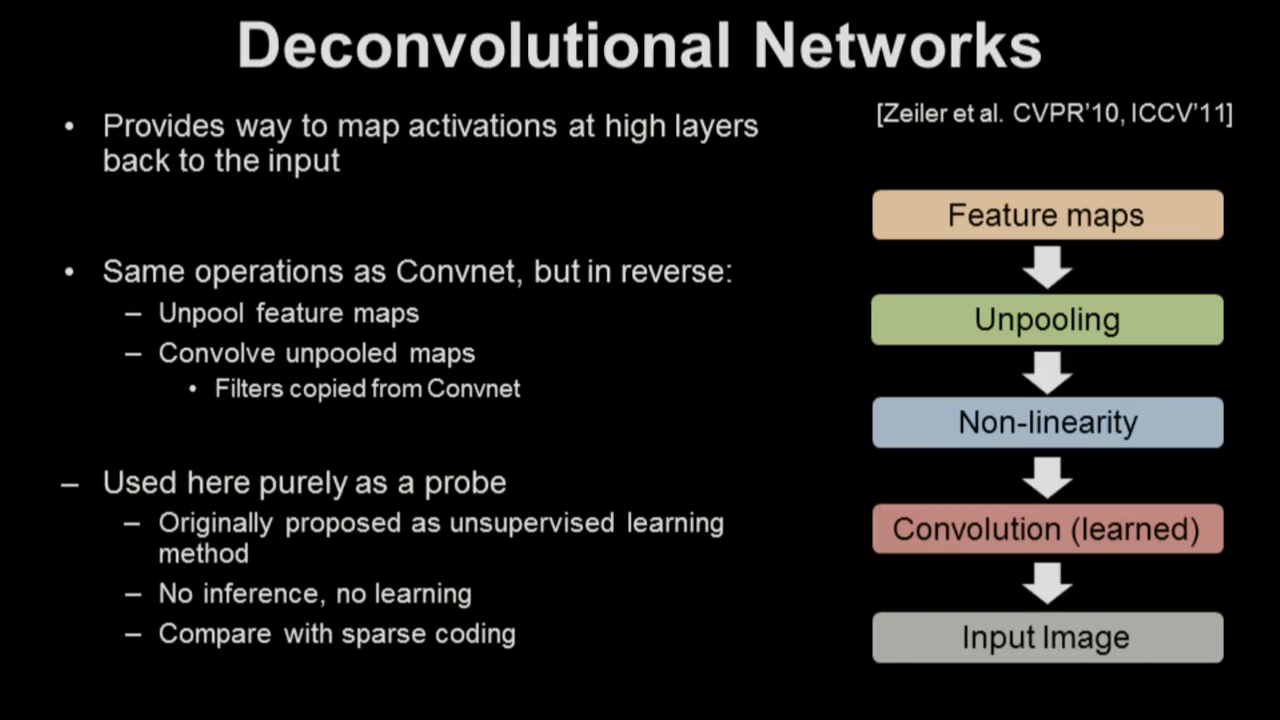 Deconvolutional Networks
• Provides way to map activations at high layers
back to the input
• Same operations as Convnet, but in reverse:
– Unpool feature maps
– Convolve unpooled maps
• Filters copied from Convnet
– Used here purely as a probe
– Originally proposed as unsupervised learning
method
– No inference, no learning
– Compare with sparse coding
[Zeiler et al. CVPR'10, ICCV'11]
Feature maps
Unpooling
Non-linearity
Convolution (learned)
Input Image